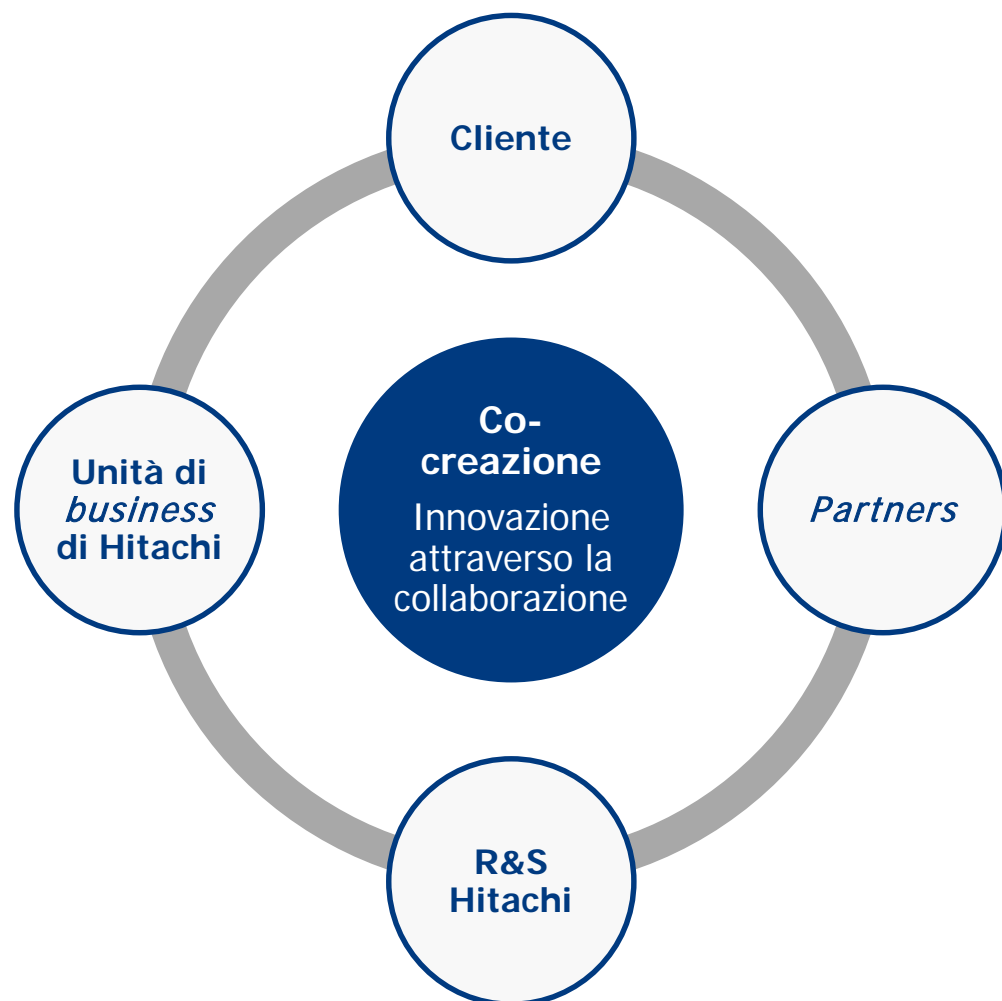 Cliente
Unità di
business
di Hitachi
Co-
creazione
Innovazione
attraverso la
collaborazione
Partners
R&S
Hitachi